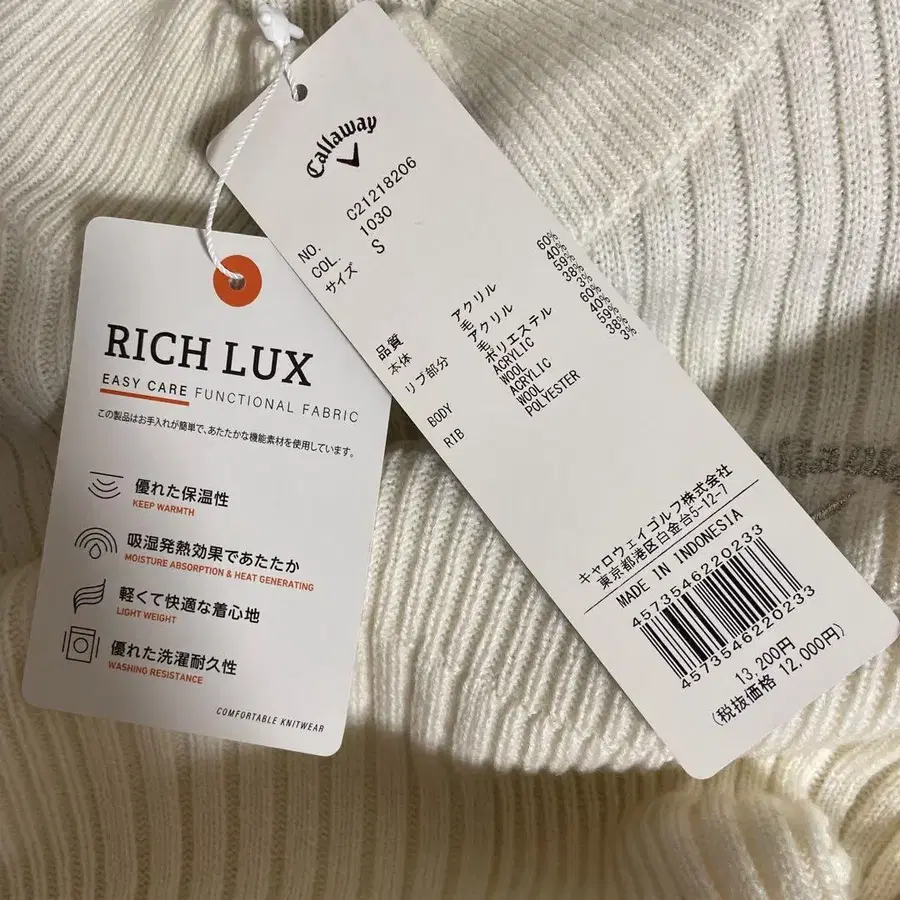 RICH LUX
EASY CARE FUNCTIONAL FABRIC
この製品はお手入れが簡単で、あたたかな機能素材を使用しています。
優れた保温性
KEEP WARMTH
吸湿発熱効果であたたか
MOISTURE ABSORPTION & HEAT GENERATING
軽くて快適な着心地
LIGHT WEIGHT
優れた洗濯耐久性
WASHING RESISTANCE
COMFORTABLE KNITWEAR
Callaway
NO. C21218206
COL. 1030
サイズ S
品質
本体 アクリル 60%
毛 40%
リブ部分 アクリル 59%
毛 38%
ポリエステル 3%
BODY ACRYLIC 60%
WOOL 40%
RIB ACRYLIC 59%
WOOL 38%
POLYESTER 3%
キャロウェイゴルフ株式会社
東京都港区白金台5-12-7
MADE IN INDONESIA
4573546220233
4573546220233
13,200円
(税抜価格 12,000円)